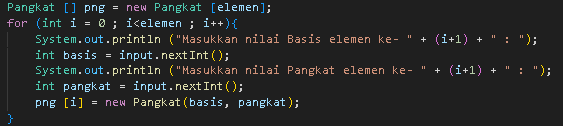 Pangkat [] png = new Pangkat [elemen];
for (int i = 0 ; i<elemen ; i++){
    System.out.println ("Masukkan nilai Basis elemen ke- " + (i+1) + " : ");
    int basis = input.nextInt();
    System.out.println ("Masukkan nilai Pangkat elemen ke- " + (i+1) + " : ");
    int pangkat = input.nextInt();
    png [i] = new Pangkat(basis, pangkat);
}